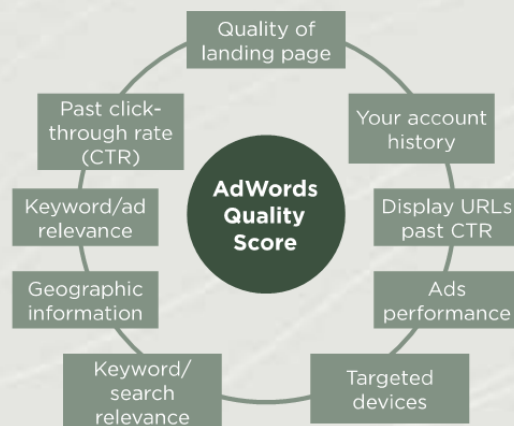 Quality of
landing page
Past click-
through rate
(CTR)
Your account
history
AdWords
Quality
Score
Keyword/ad
relevance
Display URLs
past CTR
Geographic
information
Ads
performance
Keyword/
search
relevance
Targeted
devices